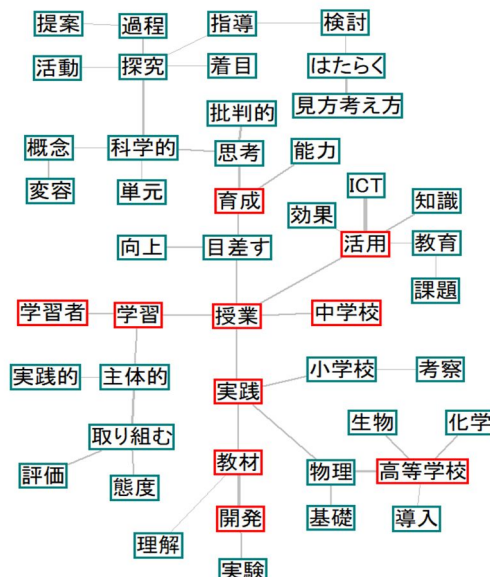 提案
過程
指導
検討
活動
探究
着目
はたらく
見方考え方
批判的
概念
科学的
思考
能力
変容
単元
育成
ICT
知識
効果
向上
目差す
活用
教育
課題
学習者
学習
授業
中学校
実践的
主体的
実践
小学校
考察
取り組む
生物
化学
評価
態度
教材
物理
高等学校
理解
開発
基礎
導入
実験